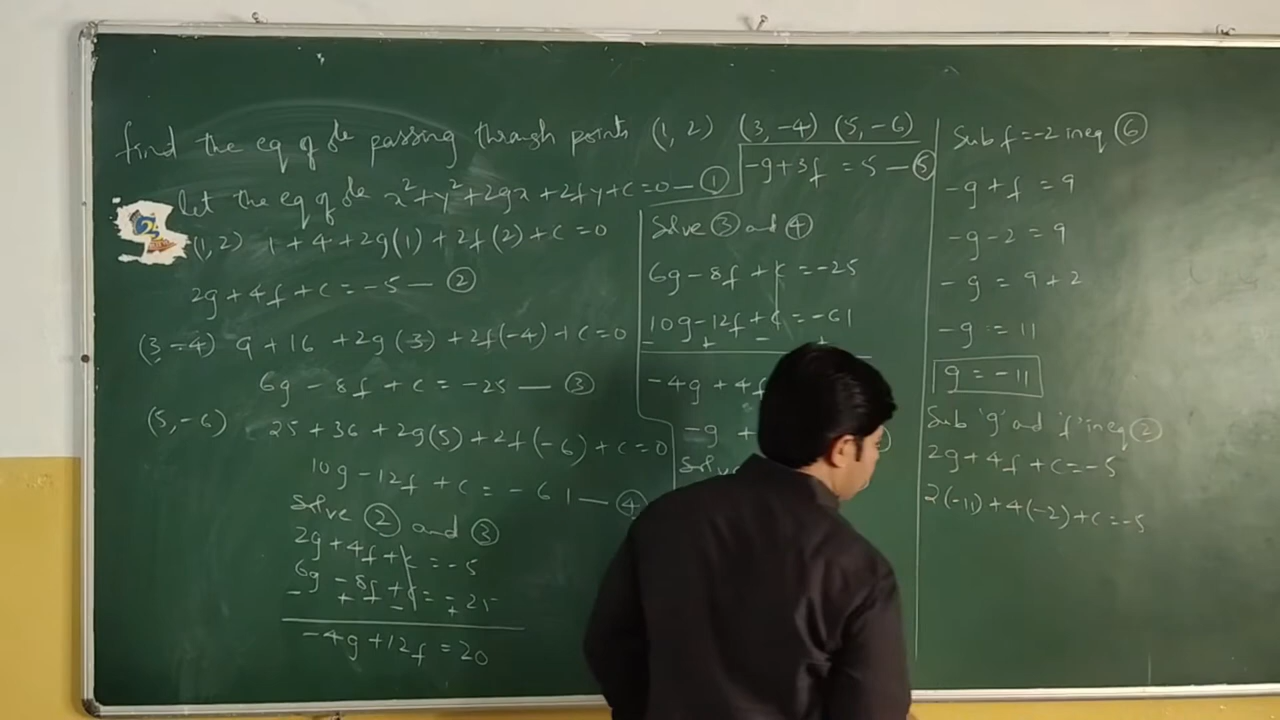 find the eq of de passing through points (1, 2) (3, -4) (5, -6)
let the eq of de x²+y²+2gx+2fy+c=0 — ①
(1, 2) 1 + 4 + 2g(1) + 2f(2) + c = 0
2g + 4f + c = -5 — ②
(3 -4) 9 + 16 + 2g(3) + 2f(-4) + c = 0
6g - 8f + c = -25 — ③
(5, -6) 25 + 36 + 2g(5) + 2f(-6) + c = 0
10g - 12f + c = -61 — ④
Solve ② and ③
2g + 4f + c = -5
6g - 8f + c = -25
- + - +
-4g + 12f = 20
-g + 3f = 5 — ⑤
Solve ③ and ④
6g - 8f + c = -25
10g - 12f + c = -61
- + - +
-4g + 4f
-g +
Solve
Sub f = -2 in eq ⑥
-g + f = 9
-g - 2 = 9
-g = 9 + 2
-g = 11
g = -11
Sub 'g' and 'f' in eq ②
2g + 4f + c = -5
2(-11) + 4(-2) + c = -5